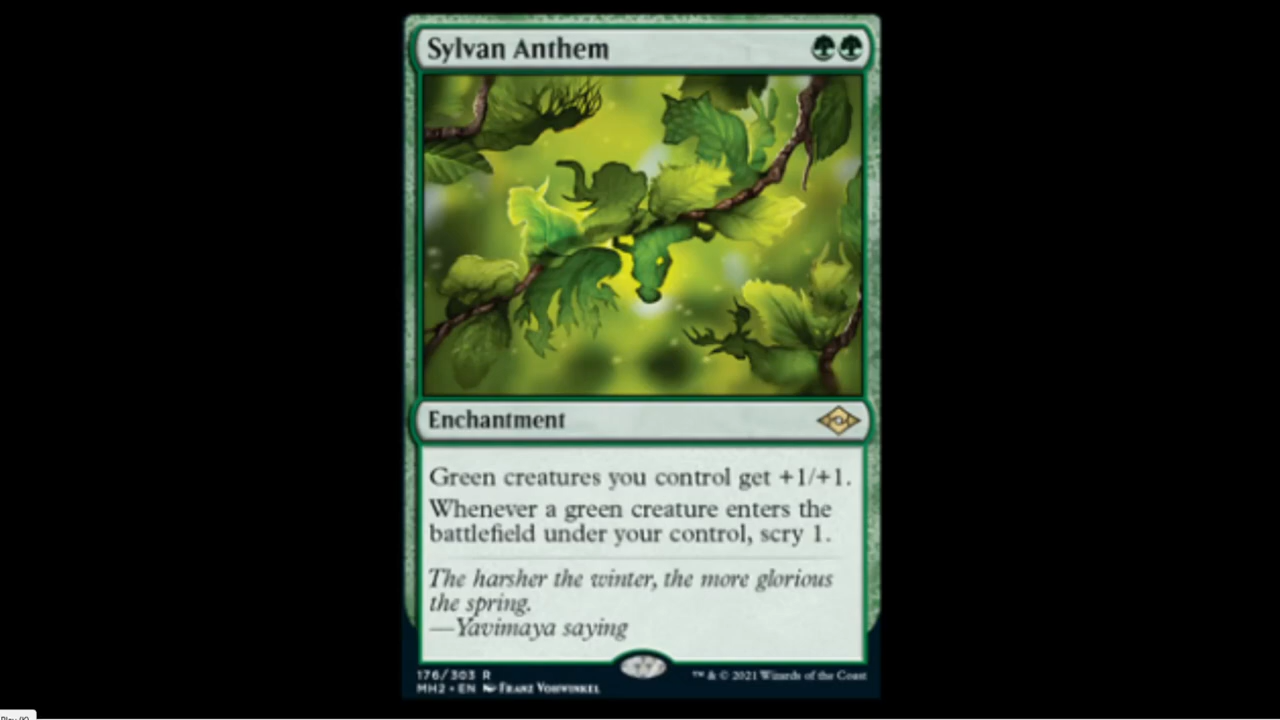 Sylvan Anthem
Enchantment
Green creatures you control get +1/+1.
Whenever a green creature enters the
battlefield under your control, scry 1.
The harsher the winter, the more glorious
the spring.
—Yavimaya saying
176/303 R
™ & © 2021 Wizards of the Coast
MH2 • EN Franz Vohwinkel